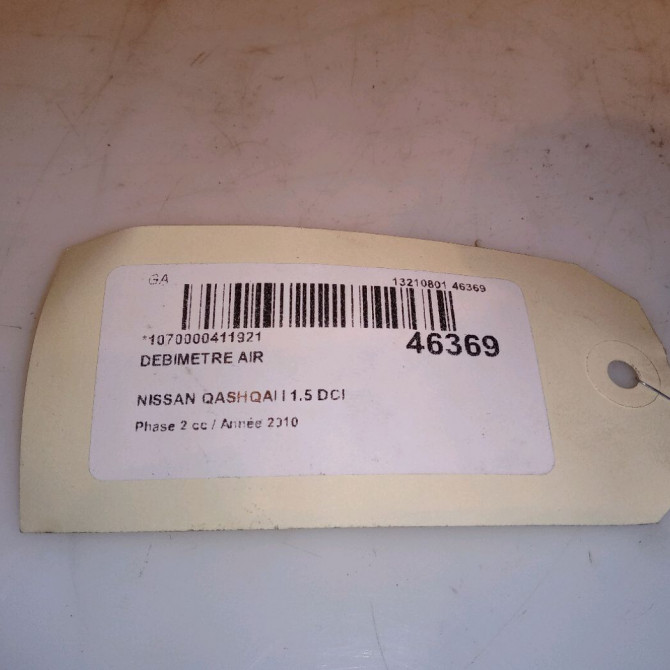 GA 13210801 46369
*1070000411921
46369
DEBIMETRE AIR
NISSAN QASHQAI I 1.5 DCI
Phase 2 cc / Année 2010